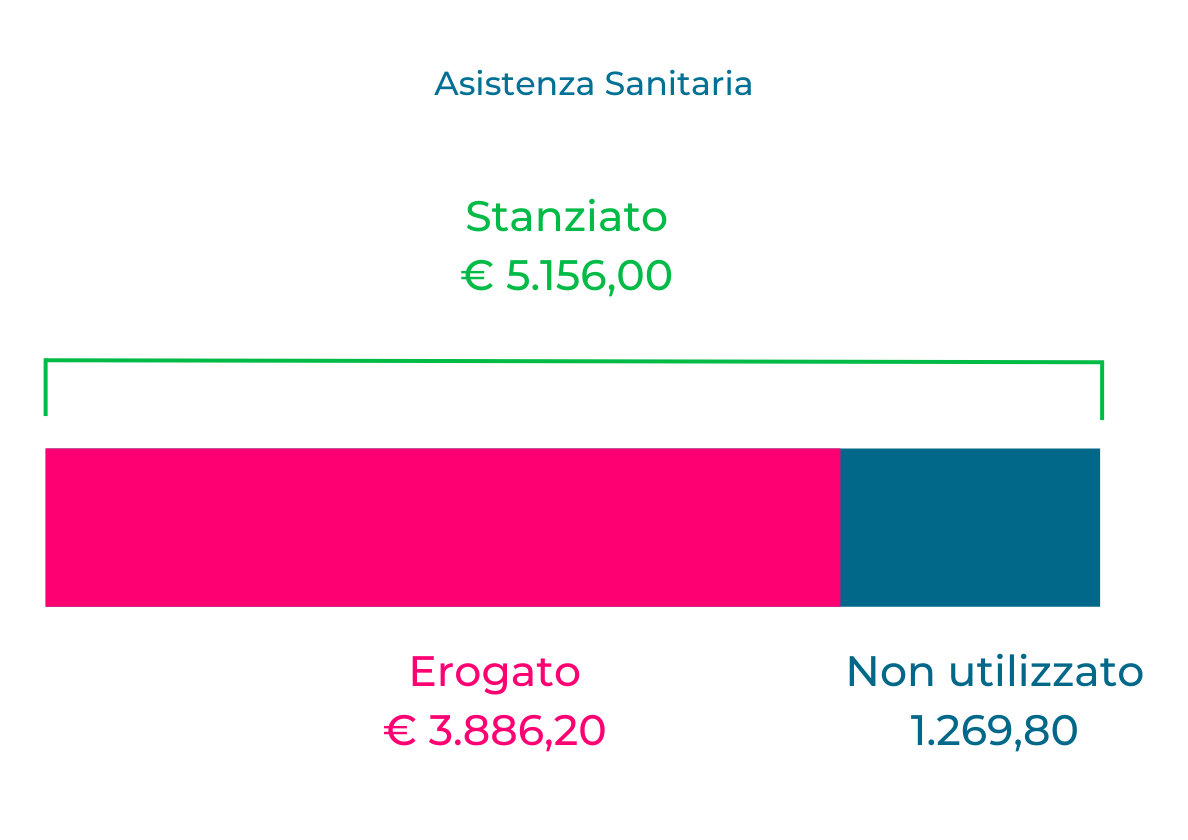 Asistenza Sanitaria
Stanziato
€ 5.156,00
Erogato
€ 3.886,20
Non utilizzato
1.269,80